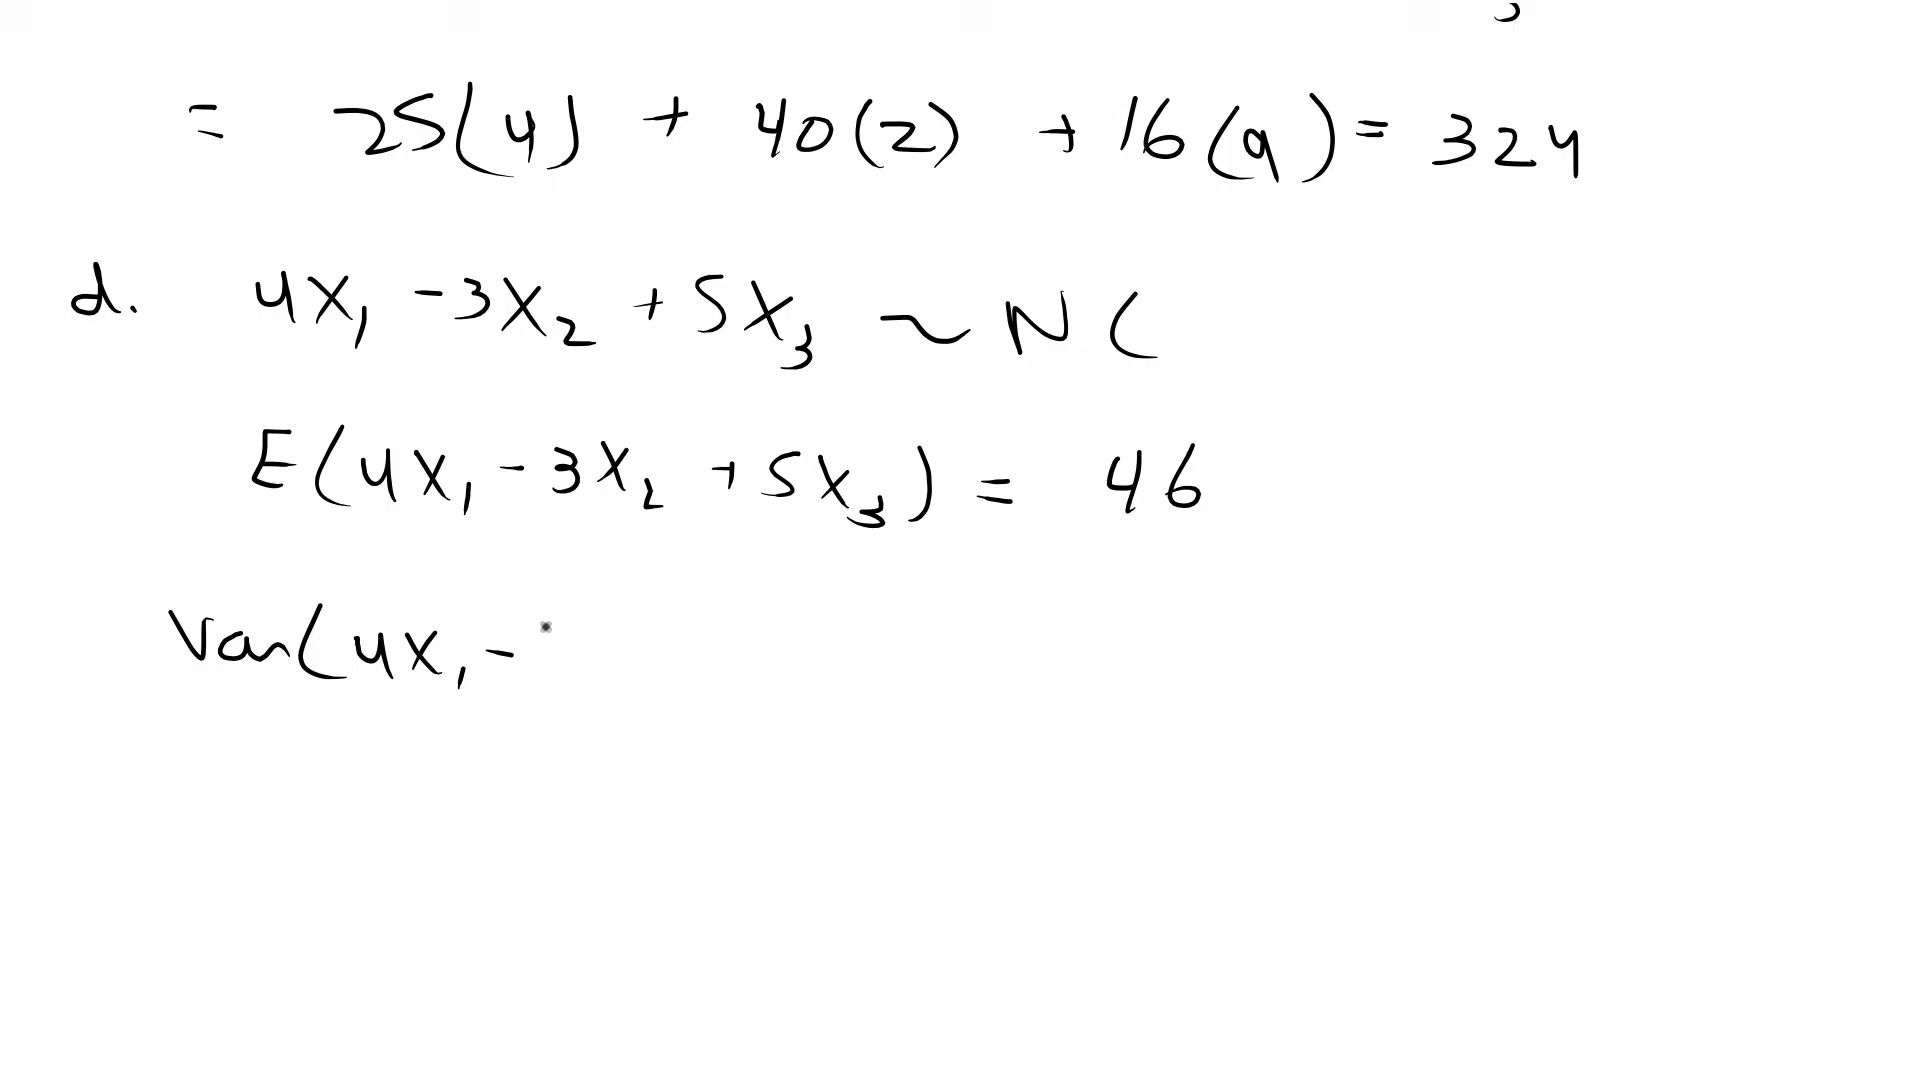 = 25(4) + 40(2) + 16(9) = 324
d. 4X₁ - 3X₂ + 5X₃ ~ N(
E(4X₁ - 3X₂ + 5X₃) = 46
Var(4X₁ -